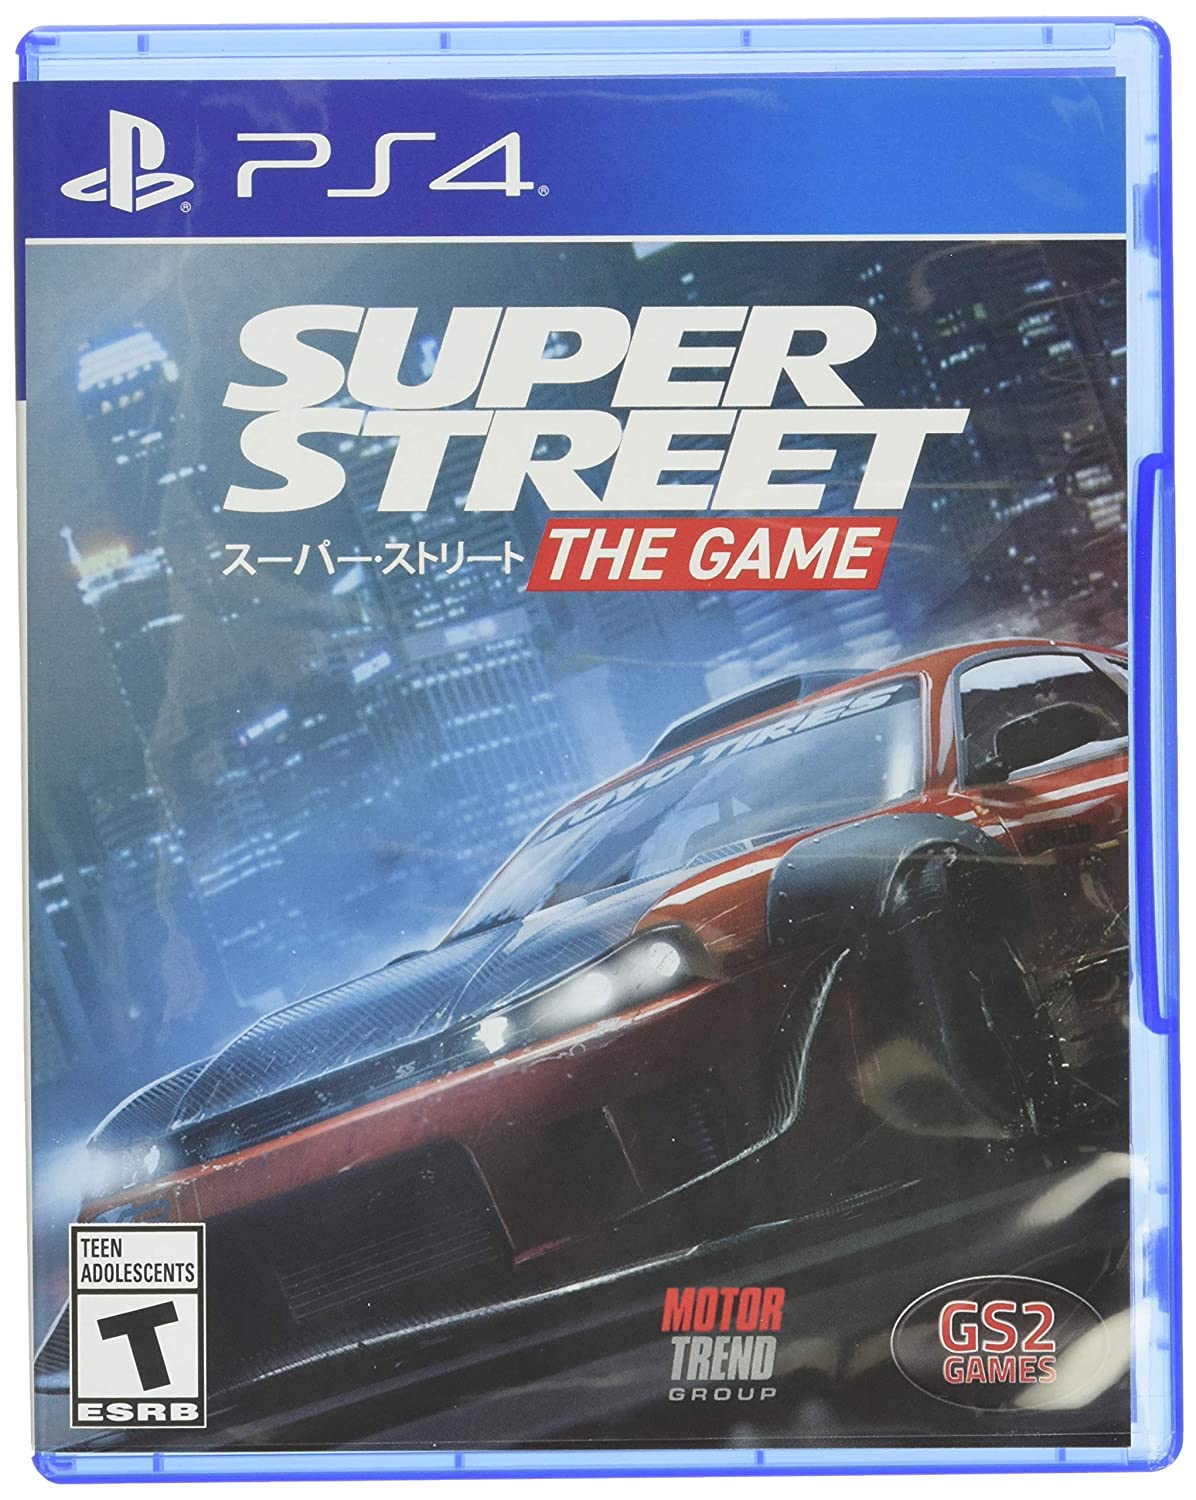 PS4
SUPER
STREET
スーパー・ストリート THE GAME
TOYO TIRES
TEEN
ADOLESCENTS
T
ESRB
MOTOR
TREND
GROUP
GS2
GAMES